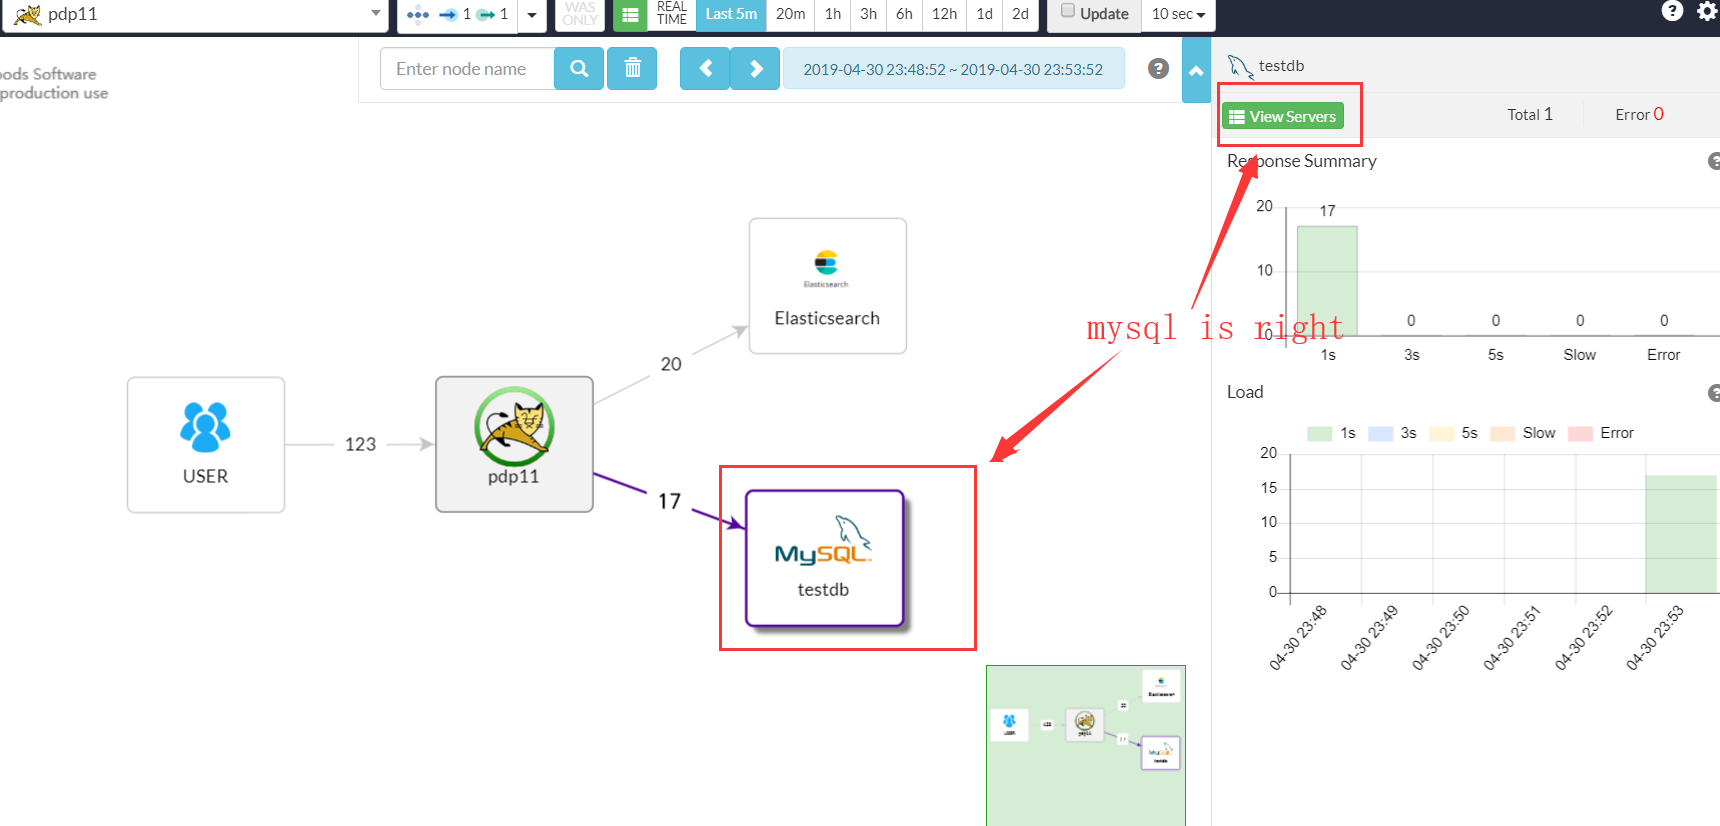 pdp11
1 1
WAS ONLY
REAL TIME
Last 5m 20m 1h 3h 6h 12h 1d 2d
Update
10 sec
?
oods Software
production use
Enter node name
2019-04-30 23:48:52 ~ 2019-04-30 23:53:52
?
testdb
View Servers
Total 1
Error 0
Response Summary
?
20
10
0
17
0
0
0
0
1s
3s
5s
Slow
Error
mysql is right
Elasticsearch
Elasticsearch
20
USER
123
pdp11
17
MySQL
testdb
Load
?
1s 3s 5s Slow Error
20
15
10
5
0
04-30 23:48
04-30 23:49
04-30 23:50
04-30 23:51
04-30 23:52
04-30 23:53